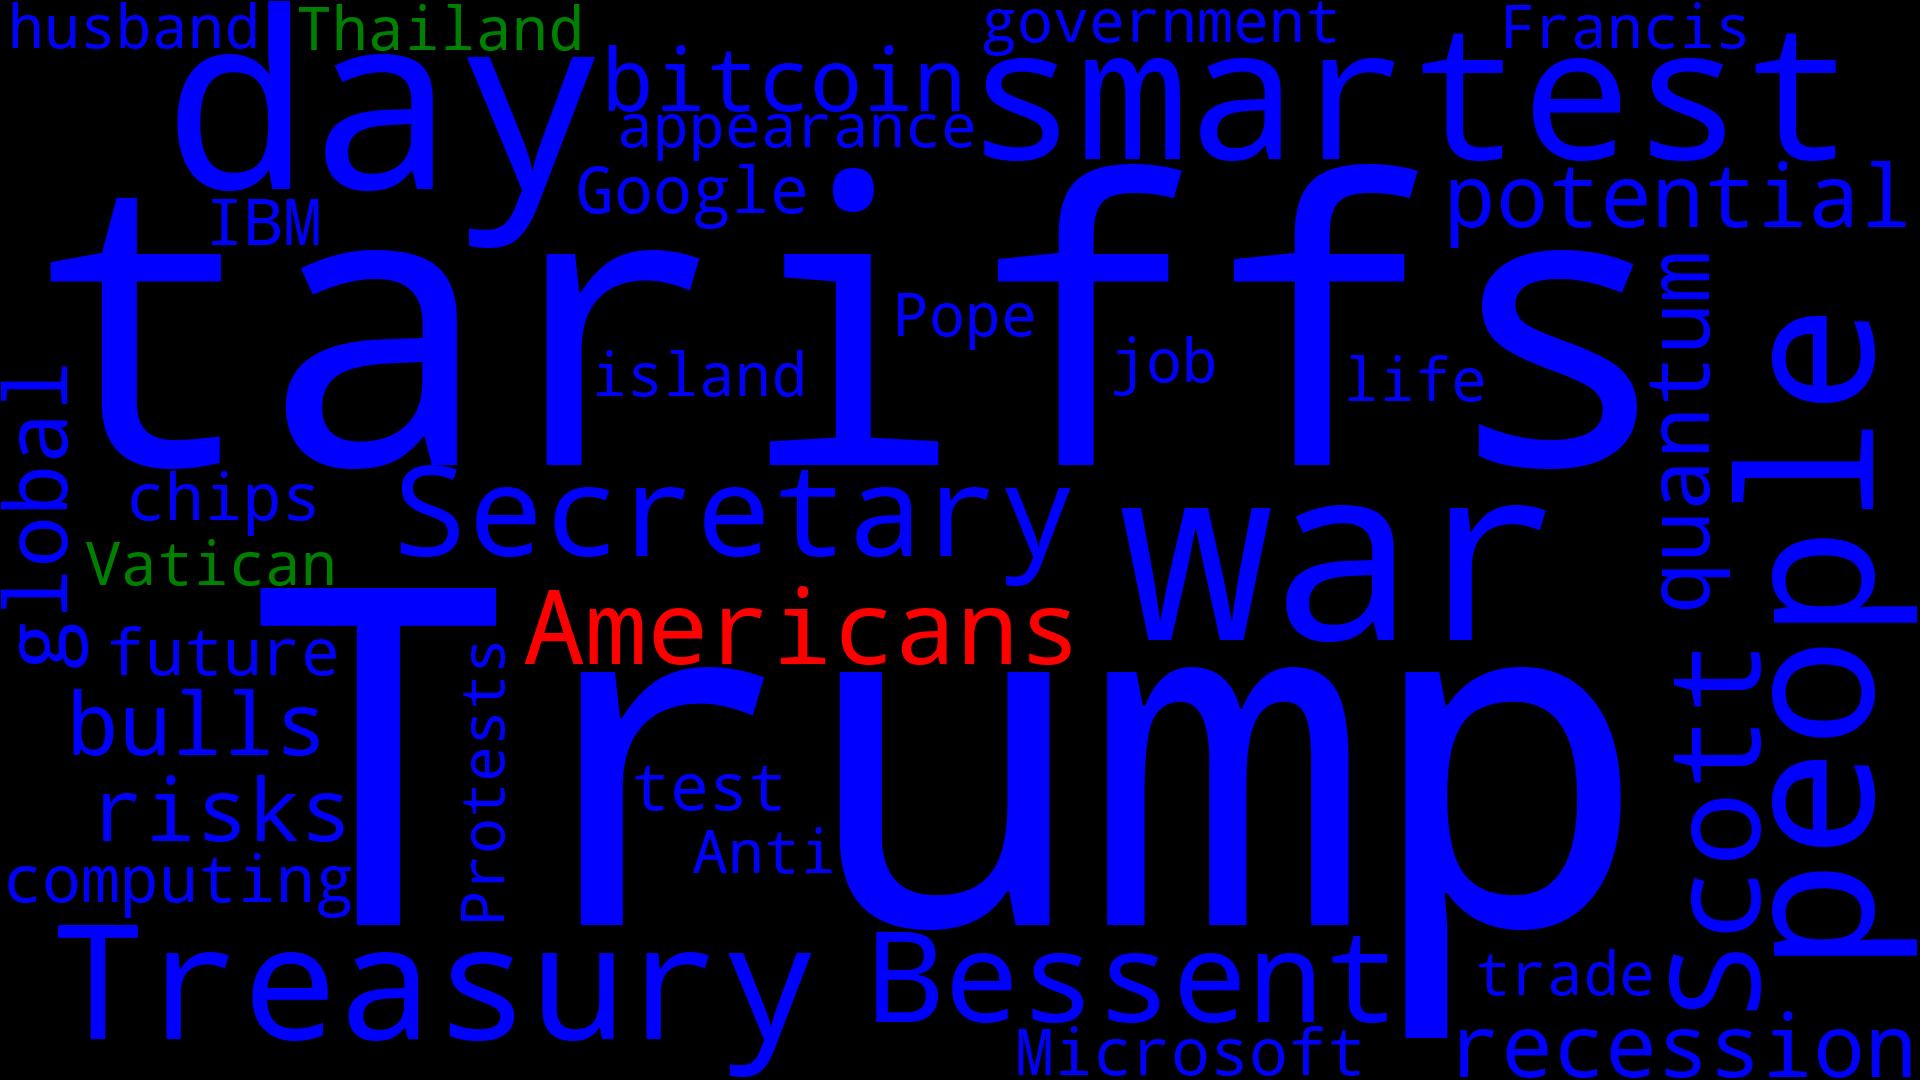 husband
Thailand
government
Francis
day
bitcoin
smartest
appearance
Google
potential
IBM
tariffs
Pope
island
job
life
quantum
people
global
chips
Secretary
war
Vatican
Americans
future
Trump
Protests
bulls
Scott
test
risks
Anti
computing
Treasury
Bessent
trade
Microsoft
recession